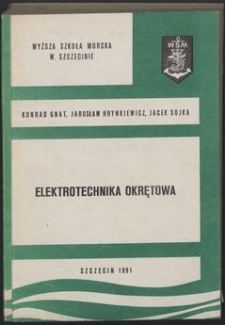 WYŻSZA SZKOŁA MORSKA
W SZCZECINIE
WSM
KONRAD GNAT, JAROSŁAW HRYNKIEWICZ, JACEK SOJKA
ELEKTROTECHNIKA OKRĘTOWA
SZCZECIN 1991